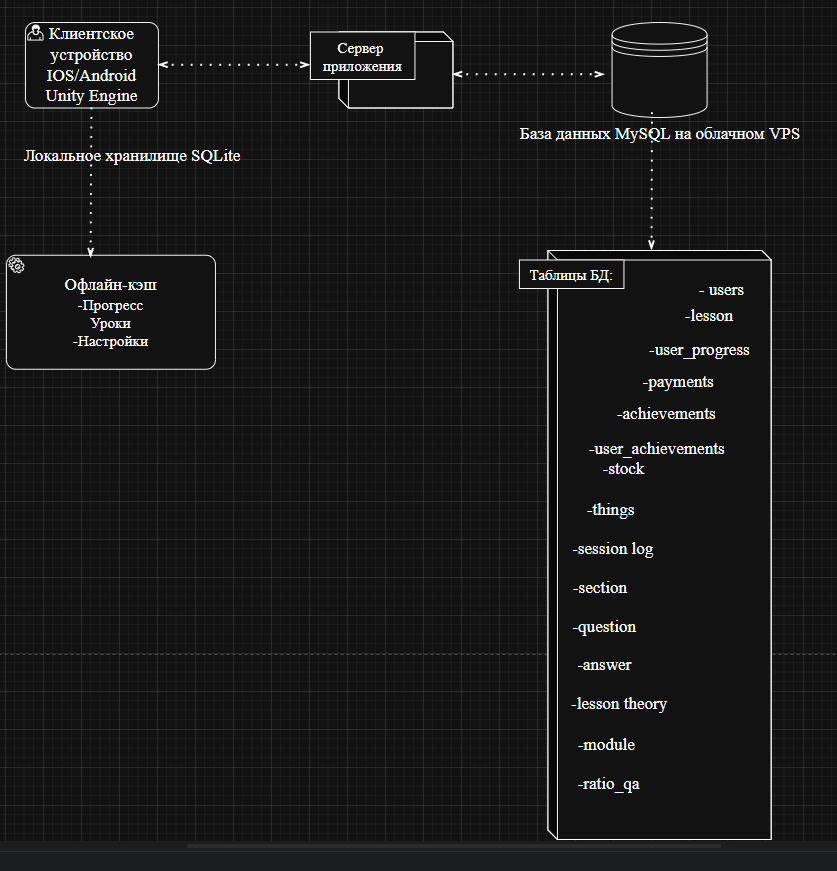 Клиентское
устройство
IOS/Android
Unity Engine
Сервер
приложения
База данных MySQL на облачном VPS
Локальное хранилище SQLite
Офлайн-кэш
-Прогресс
Уроки
-Настройки
Таблицы БД:
- users
-lesson
-user_progress
-payments
-achievements
-user_achievements
-stock
-things
-session log
-section
-question
-answer
-lesson theory
-module
-ratio_qa